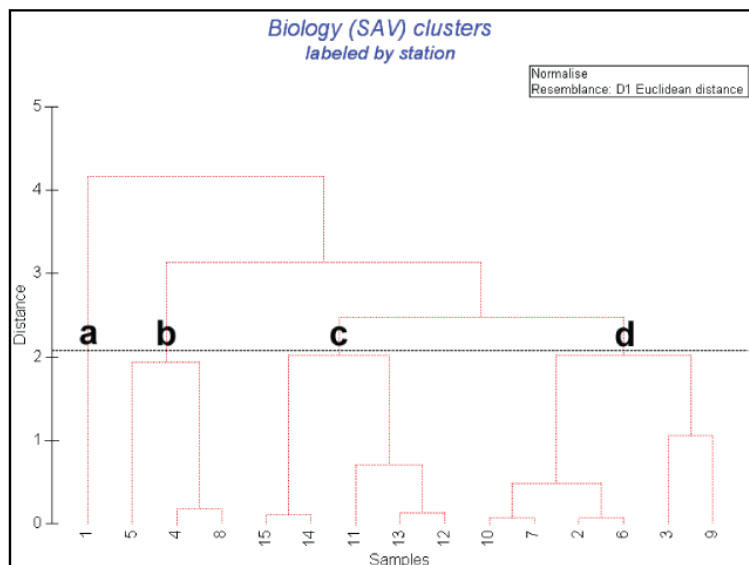 Biology (SAV) clusters
labeled by station
Normalise
Resemblance: D1 Euclidean distance
5
4
3
2
1
0
Distance
a b c d
1 5 4 8 15 14 11 13 12 10 7 2 6 3 9
Samples